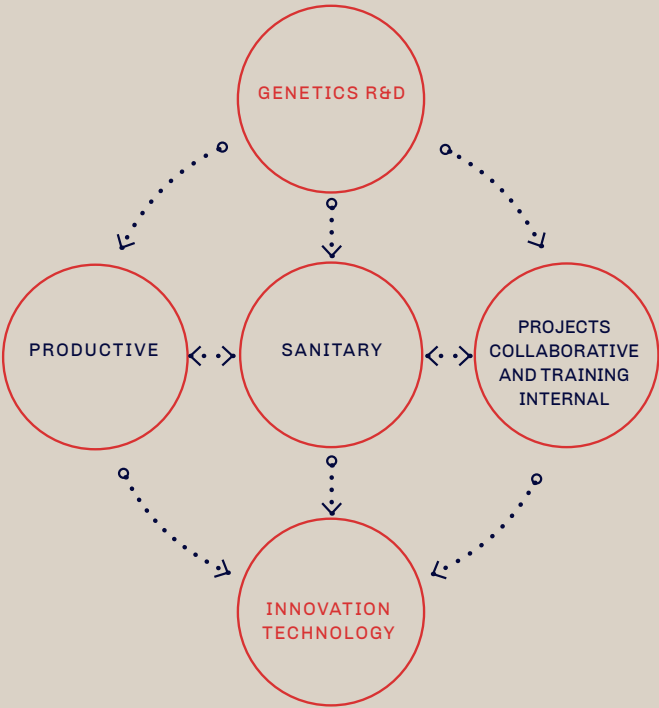 GENETICS R&D
PRODUCTIVE
SANITARY
PROJECTS
COLLABORATIVE
AND TRAINING
INTERNAL
INNOVATION
TECHNOLOGY